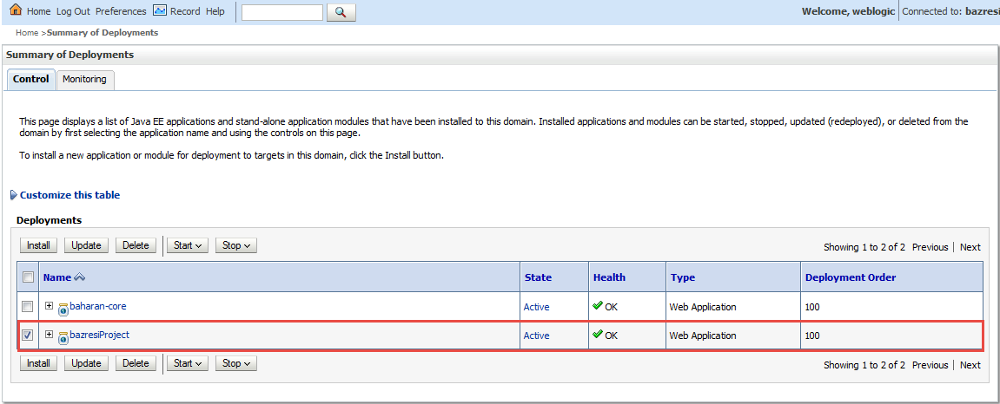 Home Log Out Preferences Record Help
Welcome, weblogic Connected to: bazresi
Home >Summary of Deployments
Summary of Deployments
Control Monitoring
This page displays a list of Java EE applications and stand-alone application modules that have been installed to this domain. Installed applications and modules can be started, stopped, updated (redeployed), or deleted from the
domain by first selecting the application name and using the controls on this page.
To install a new application or module for deployment to targets in this domain, click the Install button.
Customize this table
Deployments
Install Update Delete Start Stop Showing 1 to 2 of 2 Previous | Next
Name State Health Type Deployment Order
baharan-core Active OK Web Application 100
bazresiProject Active OK Web Application 100
Install Update Delete Start Stop Showing 1 to 2 of 2 Previous | Next